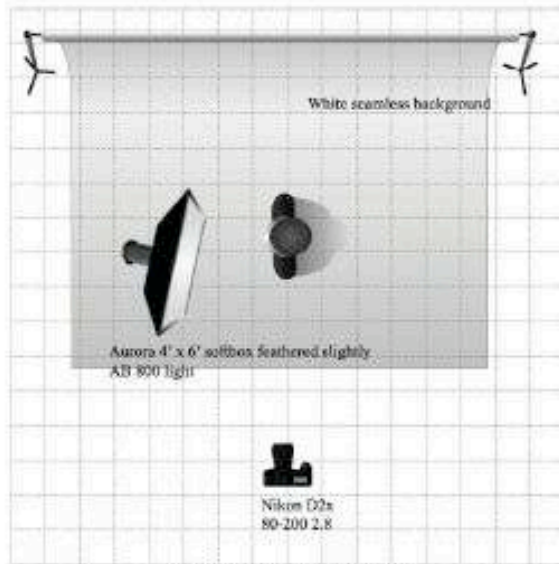 White seamless background
Aurora 4' x 6' softbox feathered slightly
AB 800 light
Nikon D2x
80-200 2.8